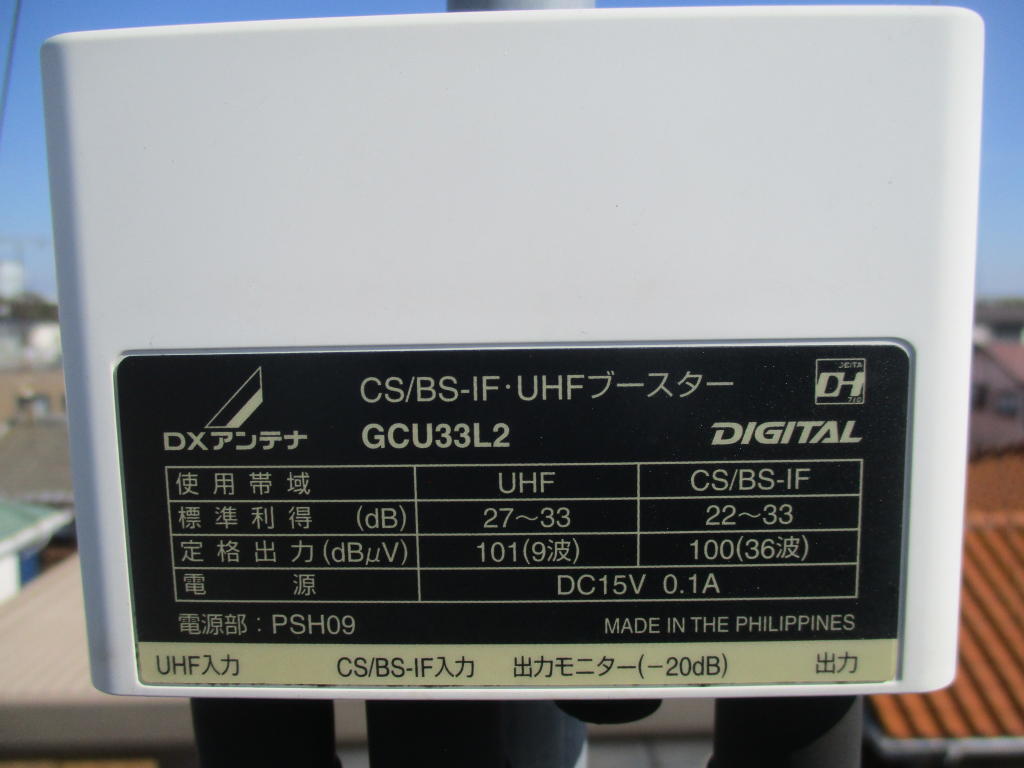 CS/BS-IF・UHFブースター
DXアンテナ
GCU33L2
DIGITAL
JEITA
DH
使用帯域 UHF CS/BS-IF
標準利得 (dB) 27〜33 22〜33
定格出力(dBμV) 101(9波) 100(36波)
電源 DC15V 0.1A
電源部：PSH09
MADE IN THE PHILIPPINES
UHF入力 CS/BS-IF入力 出力モニター(−20dB) 出力